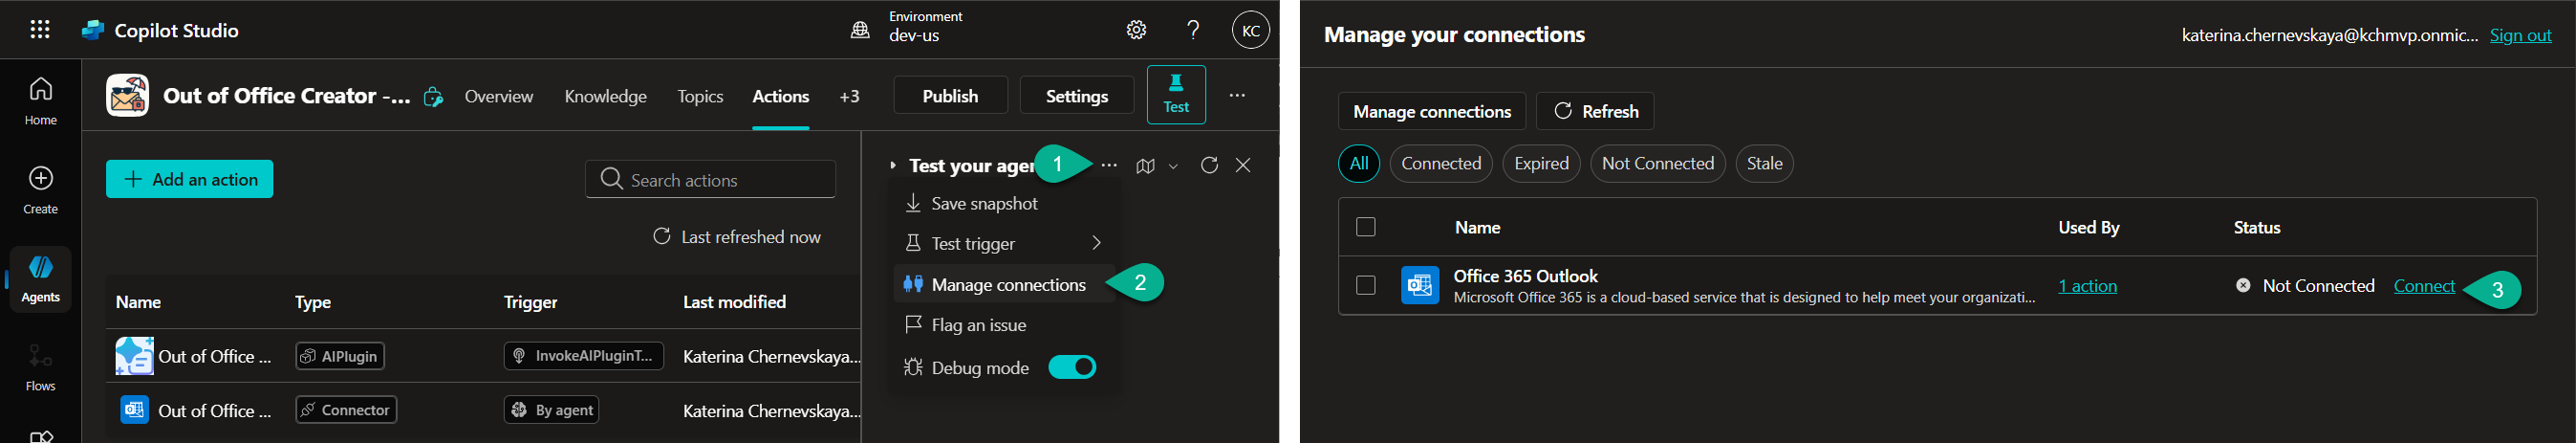 Copilot Studio
Environment
dev-us
KC
Home
Create
Agents
Flows
Out of Office Creator -...
Overview
Knowledge
Topics
Actions
+3
Publish
Settings
Test
...
Add an action
Search actions
Last refreshed now
Name Type Trigger Last modified
Out of Office ... AIPlugin InvokeAIPluginT... Katerina Chernevskaya...
Out of Office ... Connector By agent Katerina Chernevskaya...
Test your agen
1
...
Save snapshot
Test trigger
Manage connections
2
Flag an issue
Debug mode
Manage your connections
katerina.chernevskaya@kchmvp.onmic... Sign out
Manage connections
Refresh
All
Connected
Expired
Not Connected
Stale
Name Used By Status
Office 365 Outlook
Microsoft Office 365 is a cloud-based service that is designed to help meet your organizati...
1 action
Not Connected
Connect
3